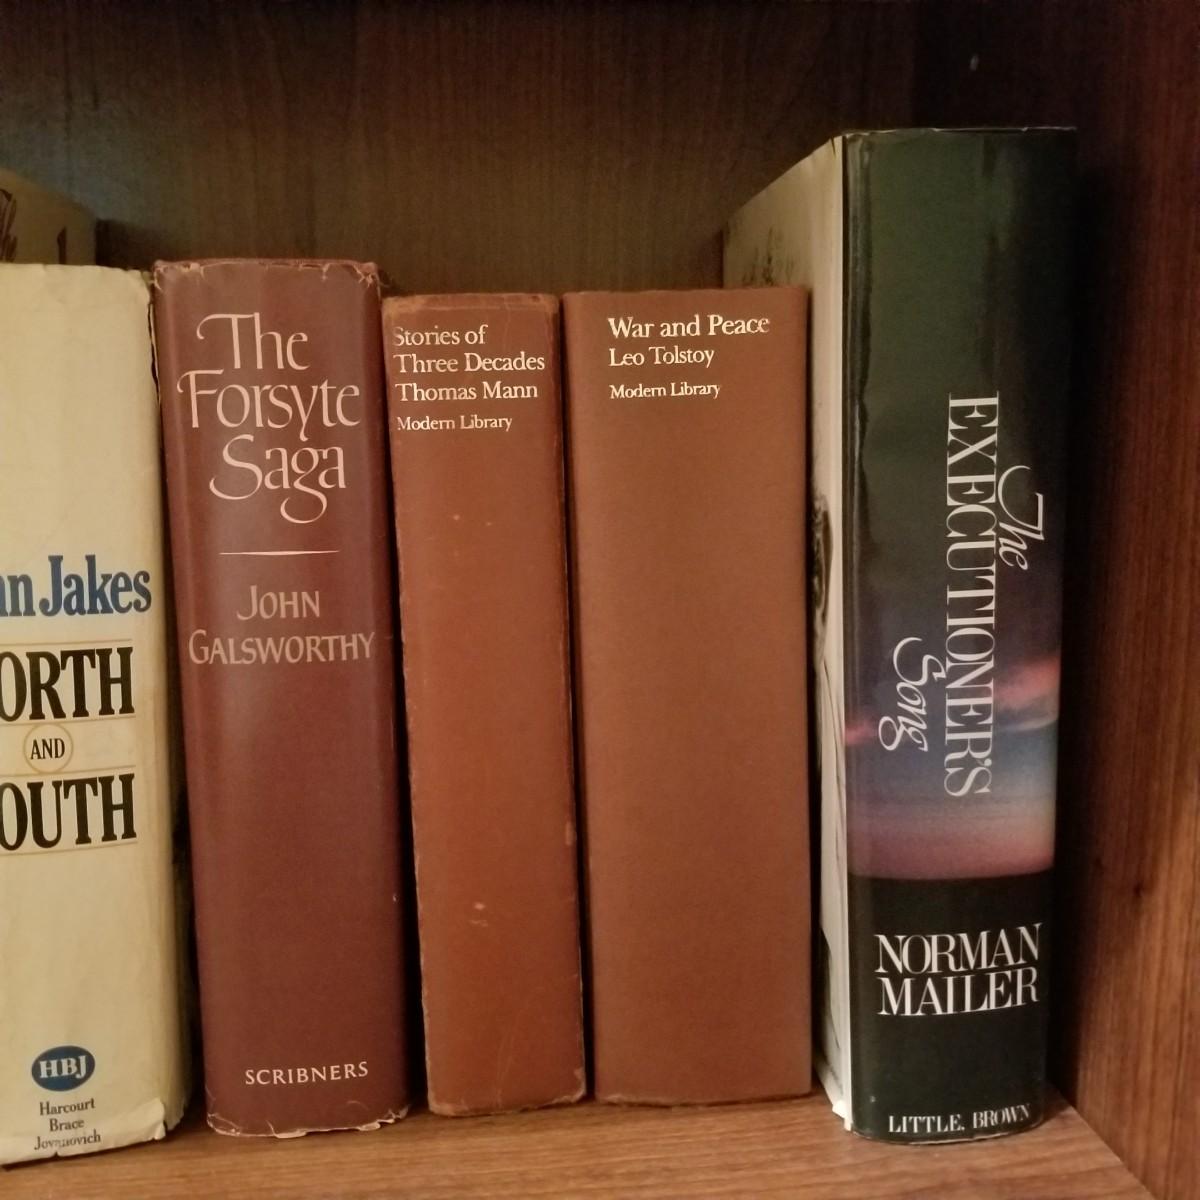 nn Jakes
ORTH
AND
OUTH
HBJ
Harcourt
Brace
Jovanovich
The
Forsyte
Saga
JOHN
GALSWORTHY
SCRIBNERS
Stories of
Three Decades
Thomas Mann
Modern Library
War and Peace
Leo Tolstoy
Modern Library
The
EXECUTIONER'S
Song
NORMAN
MAILER
LITTLE, BROWN